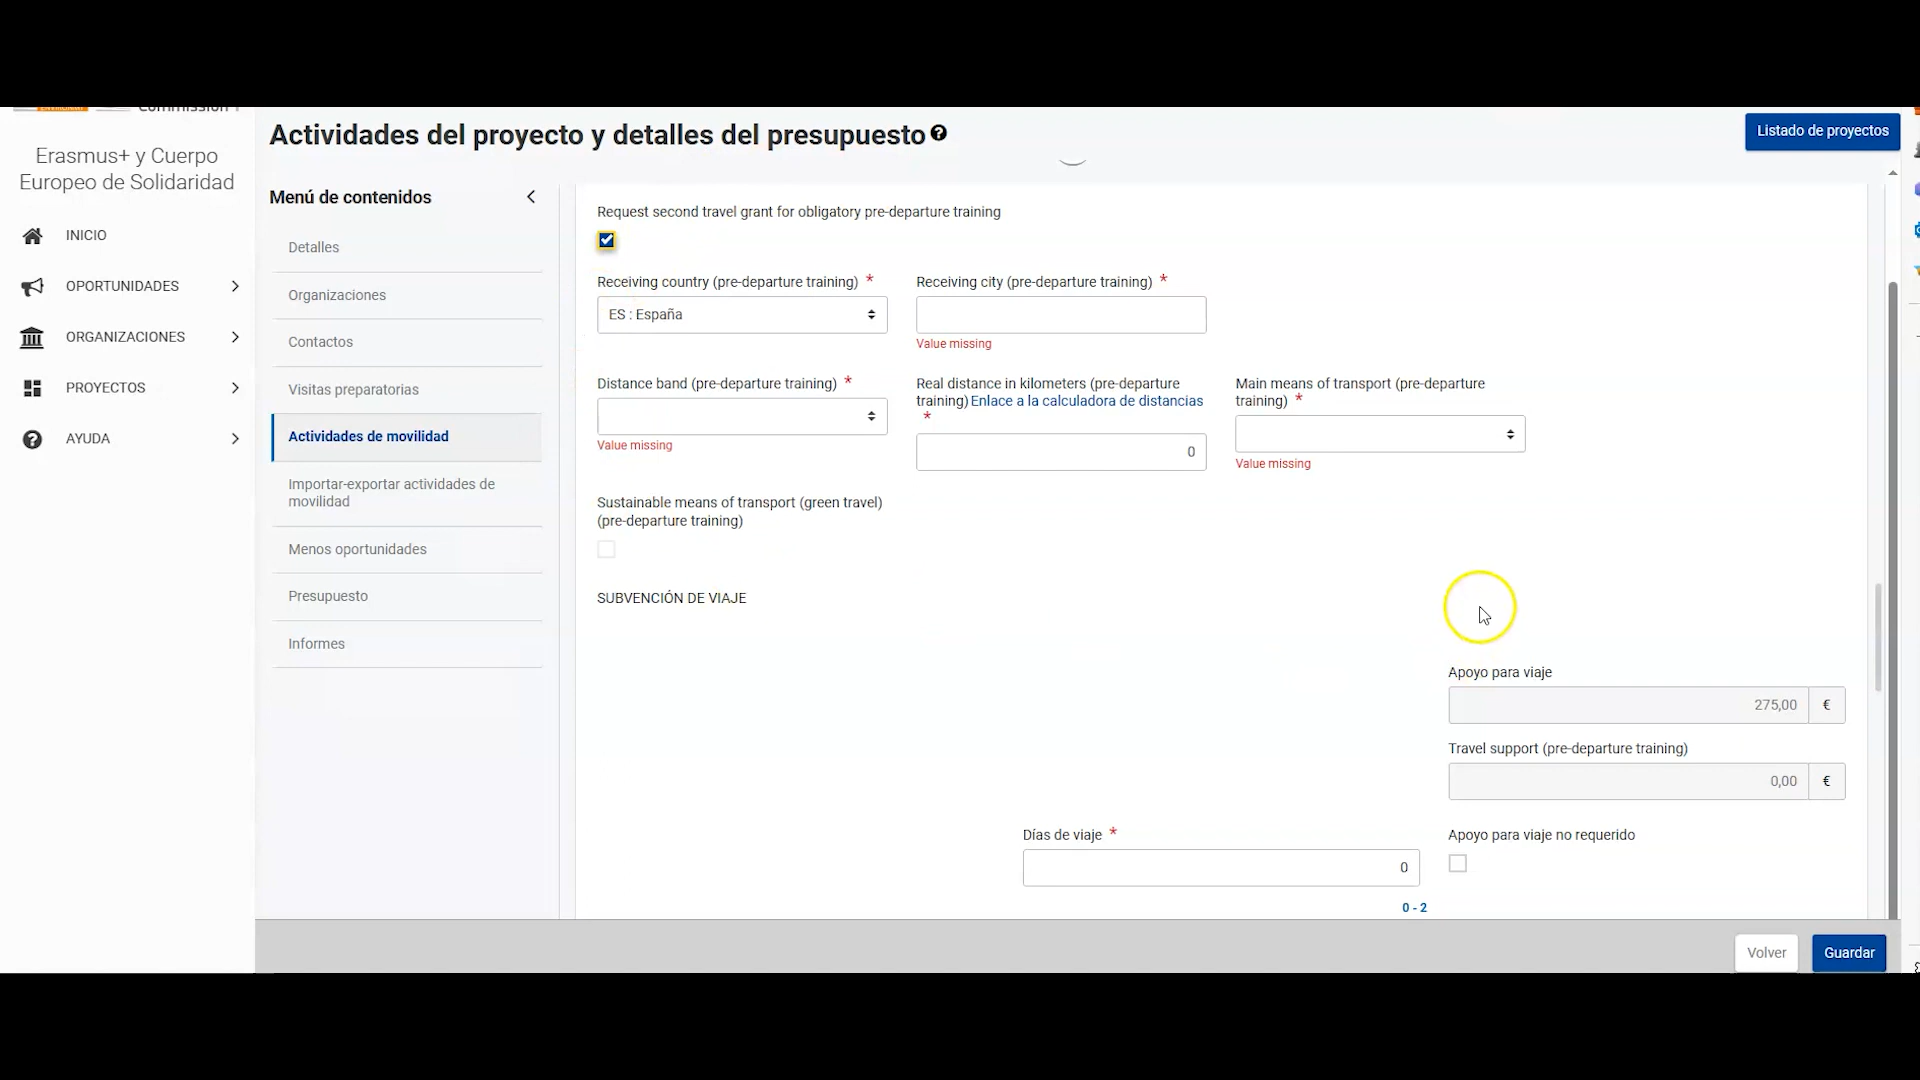 Commission
Actividades del proyecto y detalles del presupuesto
Listado de proyectos
Erasmus+ y Cuerpo
Europeo de Solidaridad
INICIO
OPORTUNIDADES
ORGANIZACIONES
PROYECTOS
AYUDA
Menú de contenidos
Detalles
Organizaciones
Contactos
Visitas preparatorias
Actividades de movilidad
Importar-exportar actividades de
movilidad
Menos oportunidades
Presupuesto
Informes
Request second travel grant for obligatory pre-departure training
Receiving country (pre-departure training) *
ES : España
Receiving city (pre-departure training) *
Value missing
Distance band (pre-departure training) *
Value missing
Real distance in kilometers (pre-departure
training) Enlace a la calculadora de distancias
*
0
Main means of transport (pre-departure
training) *
Value missing
Sustainable means of transport (green travel)
(pre-departure training)
SUBVENCIÓN DE VIAJE
Apoyo para viaje
275,00 €
Travel support (pre-departure training)
0,00 €
Días de viaje *
0
0 - 2
Apoyo para viaje no requerido
Volver
Guardar